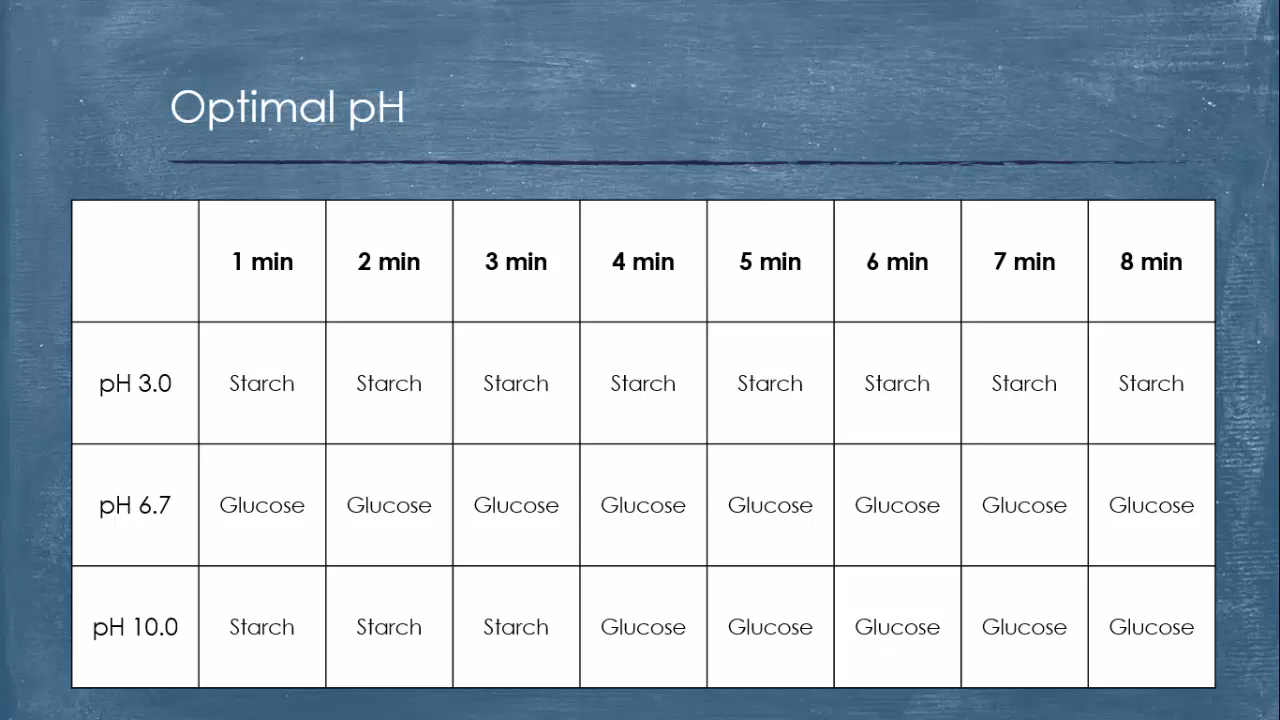 Optimal pH
1 min 2 min 3 min 4 min 5 min 6 min 7 min 8 min
pH 3.0 Starch Starch Starch Starch Starch Starch Starch Starch
pH 6.7 Glucose Glucose Glucose Glucose Glucose Glucose Glucose Glucose
pH 10.0 Starch Starch Starch Glucose Glucose Glucose Glucose Glucose